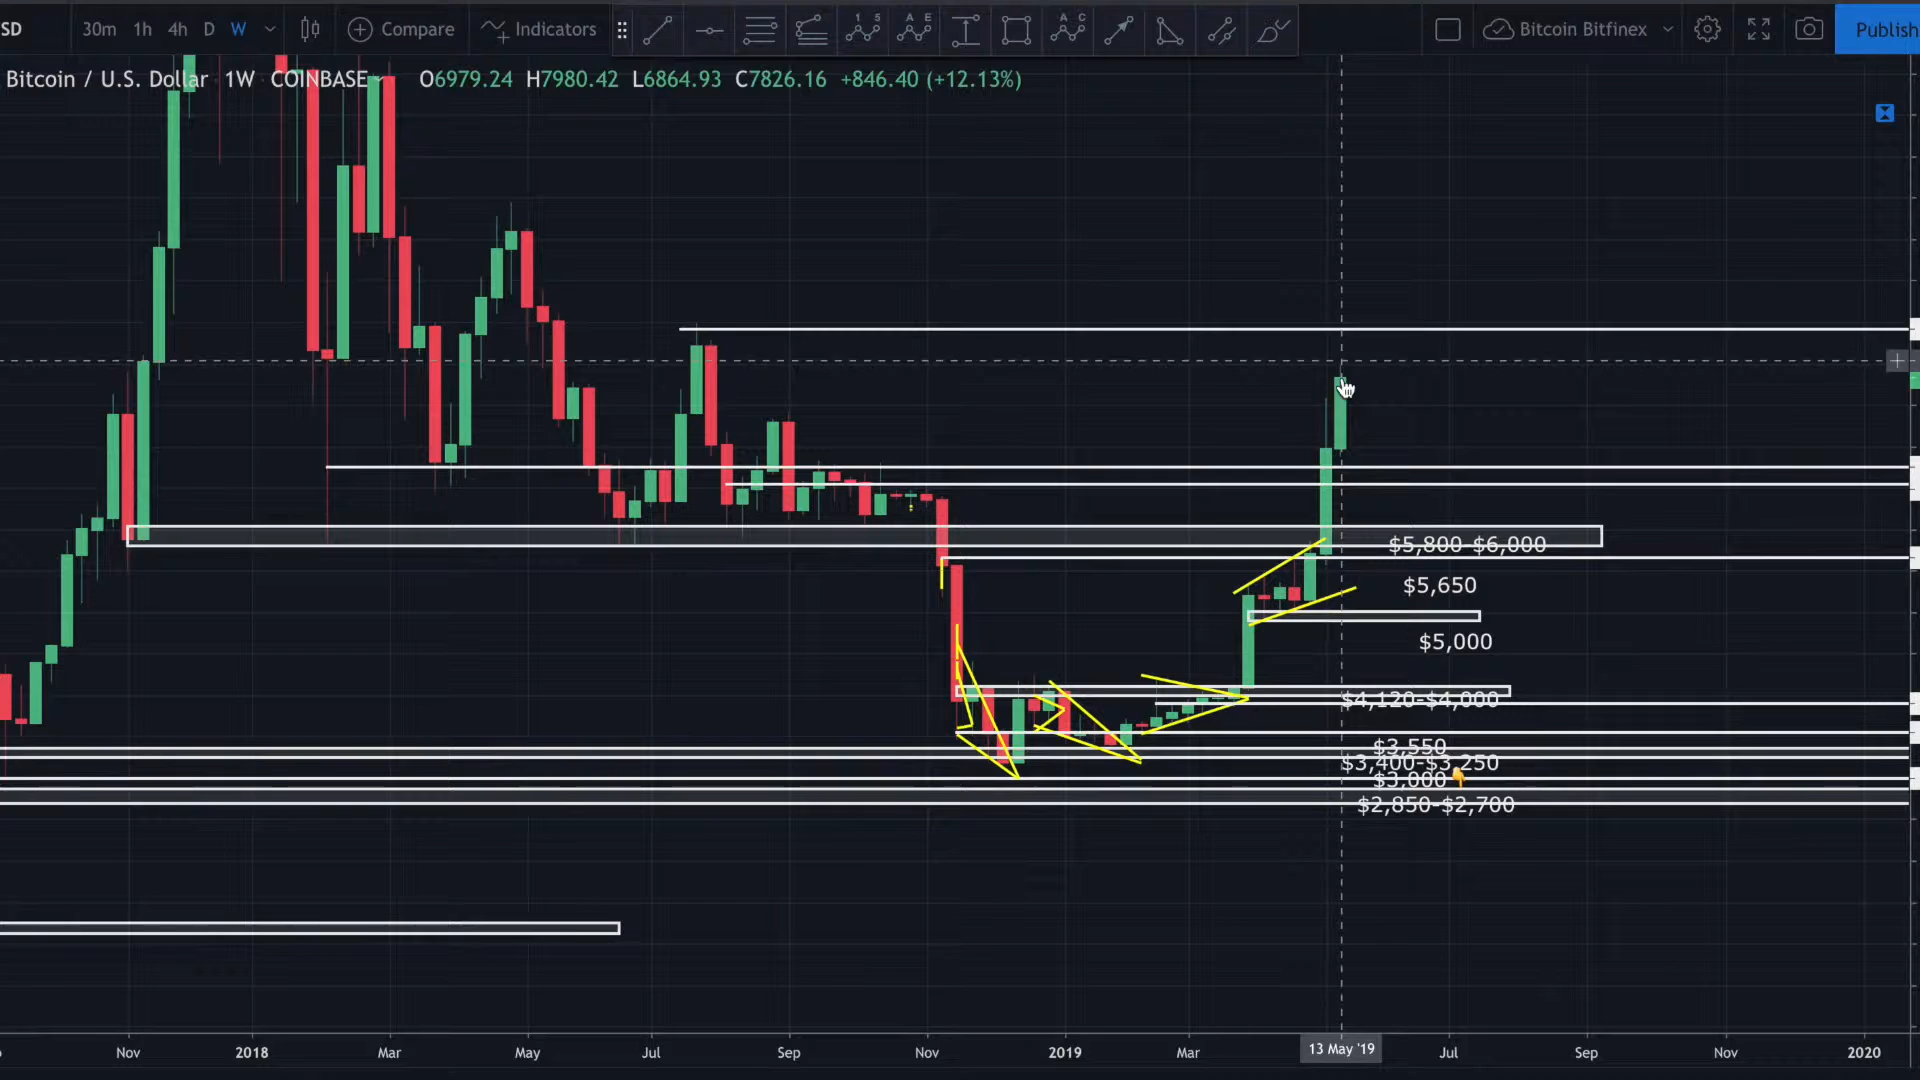 SD 30m 1h 4h D W Compare Indicators Bitcoin Bitfinex Publish
1 5 A E A C
Bitcoin / U.S. Dollar 1W COINBASE O6979.24 H7980.42 L6864.93 C7826.16 +846.40 (+12.13%)
$5,800-$6,000
$5,650
$5,000
$4,120-$4,000
$3,550
$3,400-$3,250
$3,000
$2,850-$2,700
Nov 2018 Mar May Jul Sep Nov 2019 Mar 13 May '19 Jul Sep Nov 2020